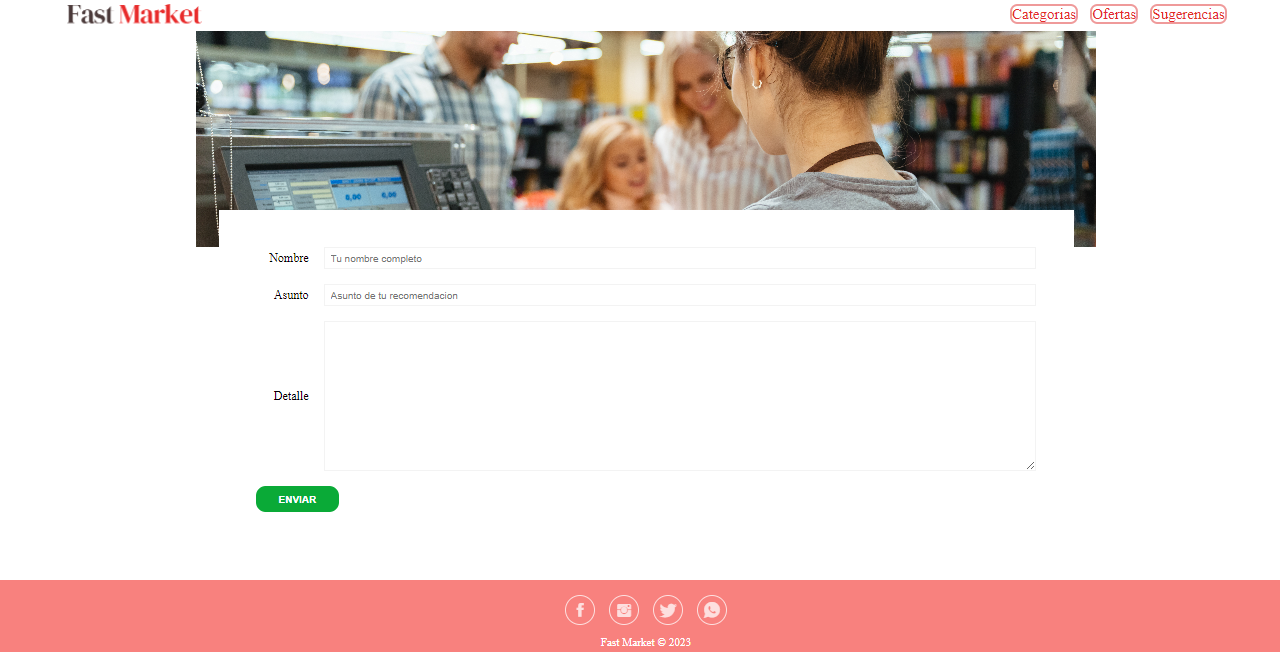 Fast Market
Categorias Ofertas Sugerencias
0,00 0,00
Nombre Tu nombre completo
Asunto Asunto de tu recomendacion
Detalle
ENVIAR
Fast Market © 2023